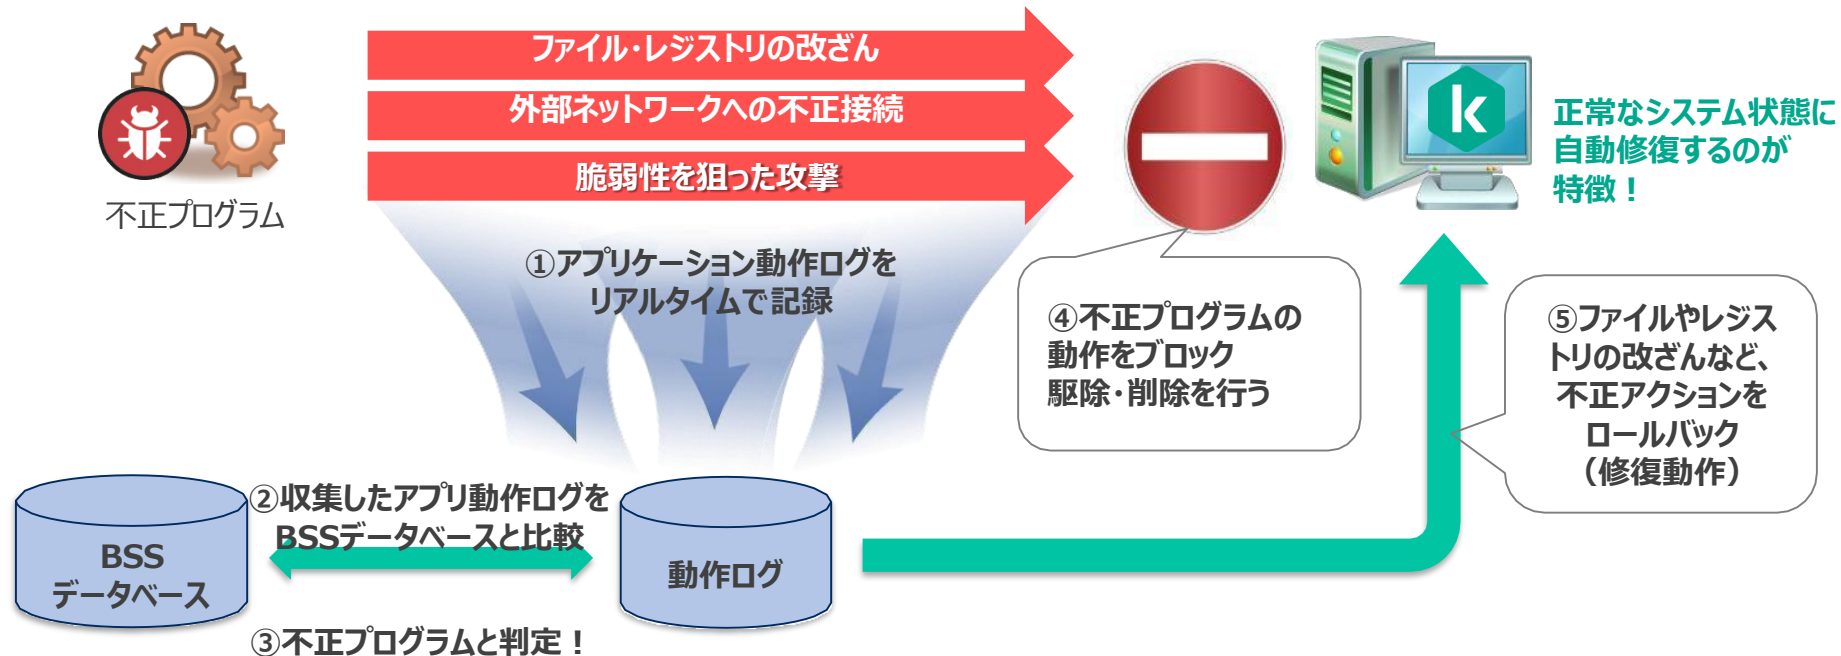 ファイル・レジストリの改ざん
外部ネットワークへの不正接続
脆弱性を狙った攻撃
不正プログラム
k
正常なシステム状態に
自動修復するのが
特徴！
①アプリケーション動作ログを
リアルタイムで記録
④不正プログラムの
動作をブロック
駆除・削除を行う
⑤ファイルやレジス
トリの改ざんなど、
不正アクションを
ロールバック
（修復動作）
②収集したアプリ動作ログを
BSSデータベースと比較
BSS
データベース
動作ログ
③不正プログラムと判定！